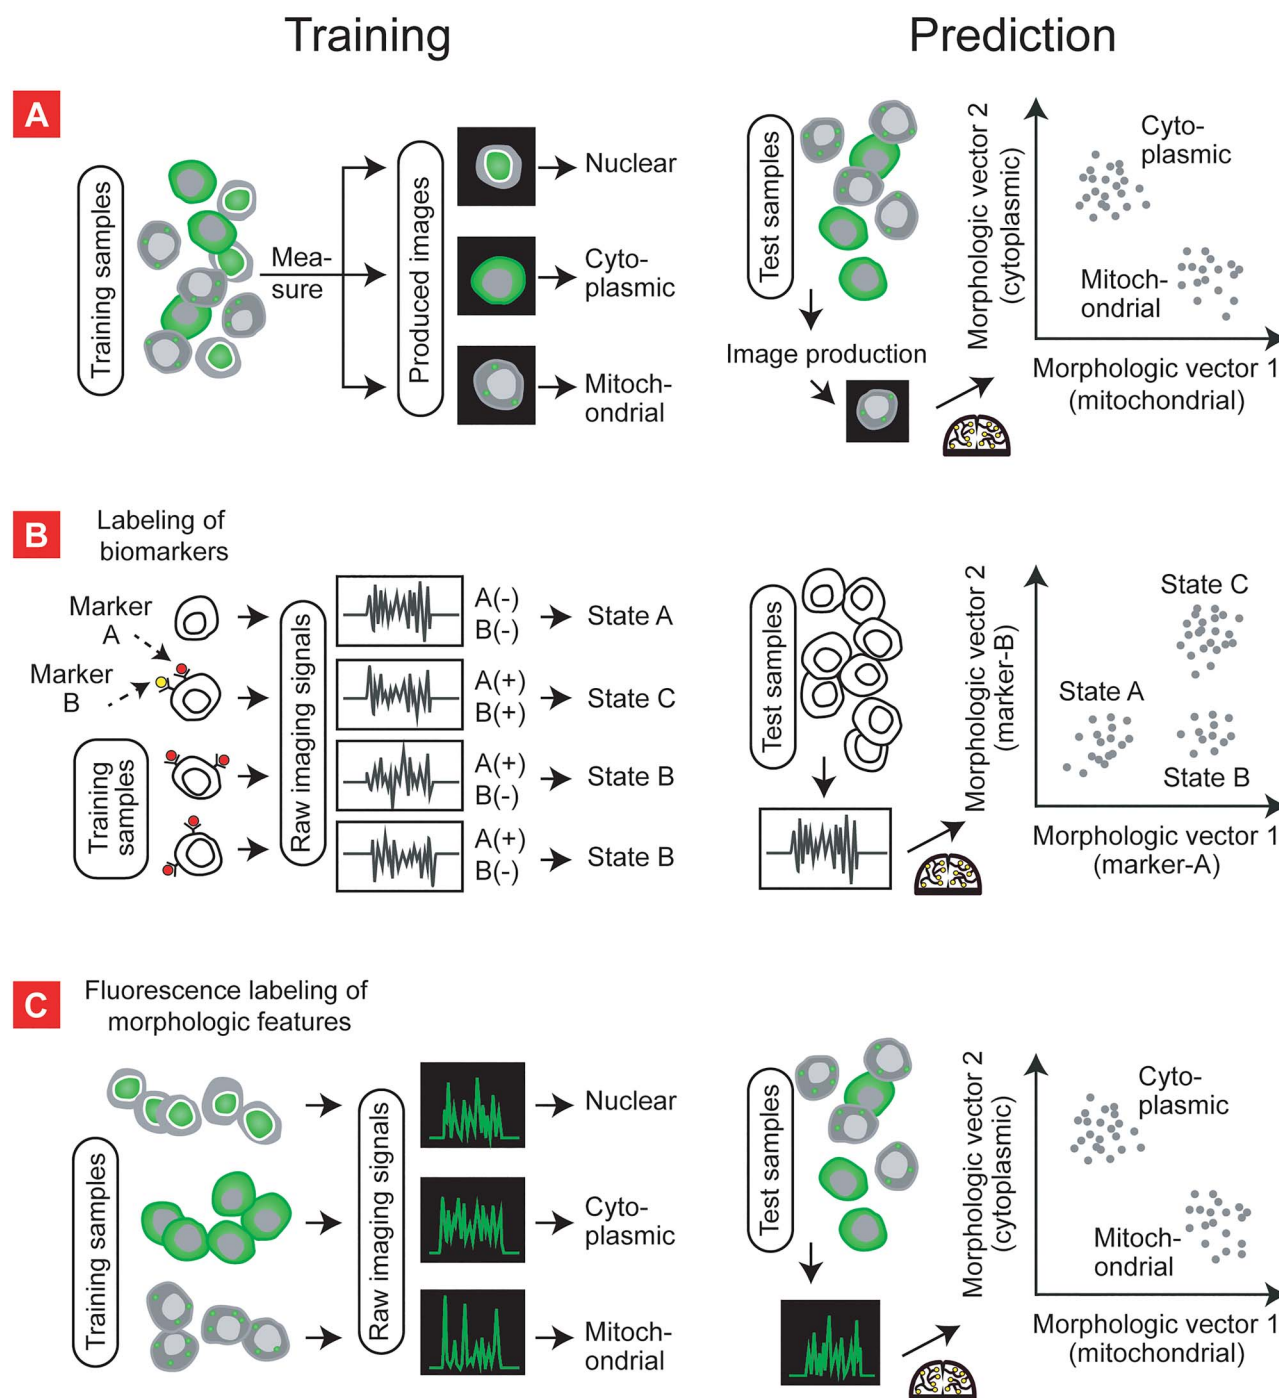 Training
Prediction
A
Training samples
Mea-
sure
Produced images
Nuclear
Cyto-
plasmic
Mitoch-
ondrial
Test samples
Image production
Morphologic vector 2
(cytoplasmic)
Cyto-
plasmic
Mitoch-
ondrial
Morphologic vector 1
(mitochondrial)
B
Labeling of
biomarkers
Marker
A
Marker
B
Training
samples
Raw imaging signals
A(-)
B(-)
State A
A(+)
B(+)
State C
A(+)
B(-)
State B
A(+)
B(-)
State B
Test samples
Morphologic vector 2
(marker-B)
State C
State A
State B
Morphologic vector 1
(marker-A)
C
Fluorescence labeling of
morphologic features
Training samples
Raw imaging signals
Nuclear
Cyto-
plasmic
Mitoch-
ondrial
Test samples
Morphologic vector 2
(cytoplasmic)
Cyto-
plasmic
Mitoch-
ondrial
Morphologic vector 1
(mitochondrial)